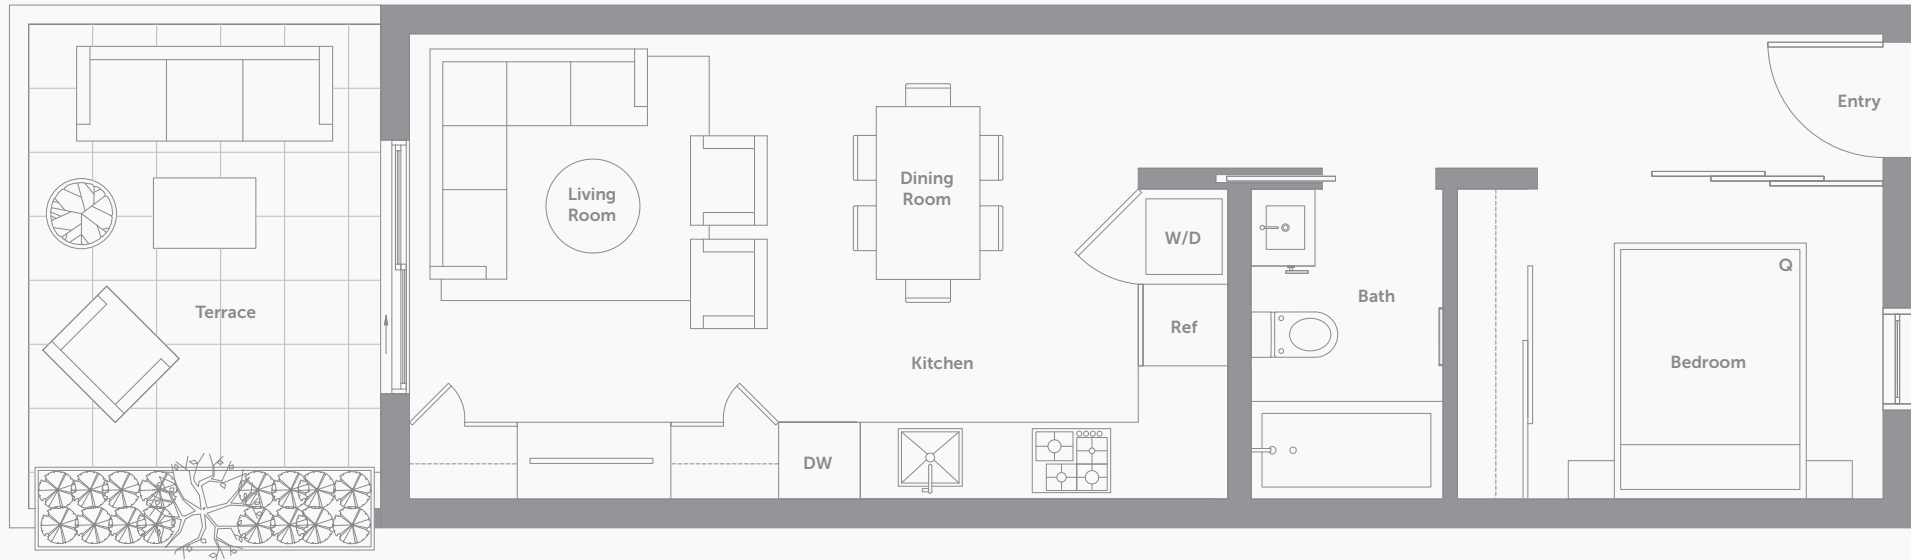 Entry
Living
Room
Dining
Room
W/D
Q
Bath
Terrace
Ref
Kitchen
Bedroom
DW